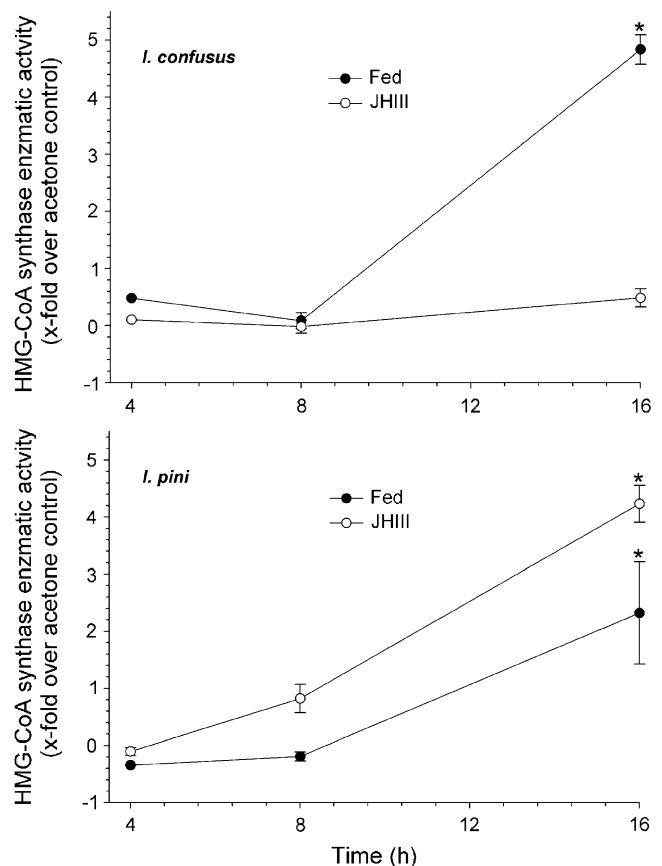 HMG-CoA synthase enzmatic actvity
(x-fold over acetone control)
5
4
3
2
1
0
-1
I. confusus
Fed
JHIII
*
4
8
12
16
HMG-CoA synthase enzmatic actvity
(x-fold over acetone control)
5
4
3
2
1
0
-1
I. pini
Fed
JHIII
*
*
4
8
12
16
Time (h)